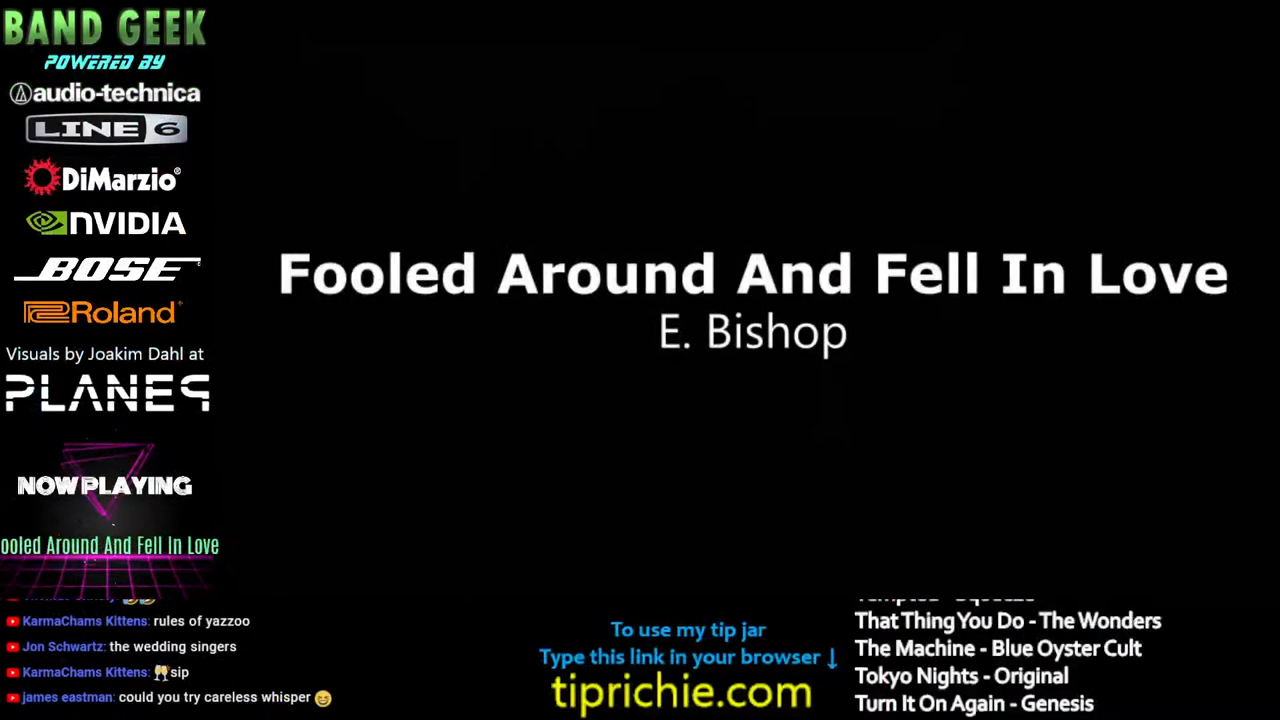 BAND GEEK
POWERED BY
audio-technica
LINE 6
DiMarzio®
NVIDIA
BOSE
Roland
Visuals by Joakim Dahl at
PLANE9
NOW PLAYING
ooled Around And Fell In Love
Fooled Around And Fell In Love
E. Bishop
KarmaChams Kittens: rules of yazzoo
Jon Schwartz: the wedding singers
KarmaChams Kittens: 🥂sip
james eastman: could you try careless whisper 😄
To use my tip jar
Type this link in your browser ↓
tiprichie.com
That Thing You Do - The Wonders
The Machine - Blue Oyster Cult
Tokyo Nights - Original
Turn It On Again - Genesis